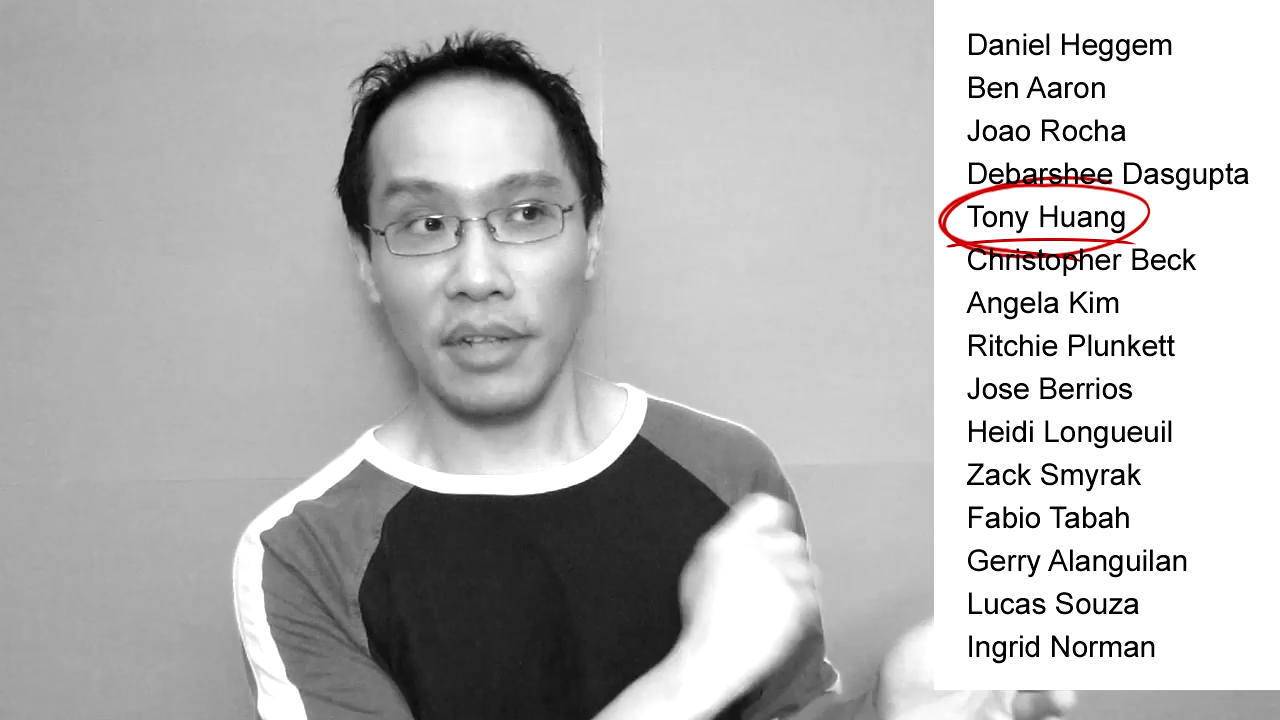 Daniel Heggem
Ben Aaron
Joao Rocha
Debarshee Dasgupta
Tony Huang
Christopher Beck
Angela Kim
Ritchie Plunkett
Jose Berrios
Heidi Longueuil
Zack Smyrak
Fabio Tabah
Gerry Alanguilan
Lucas Souza
Ingrid Norman